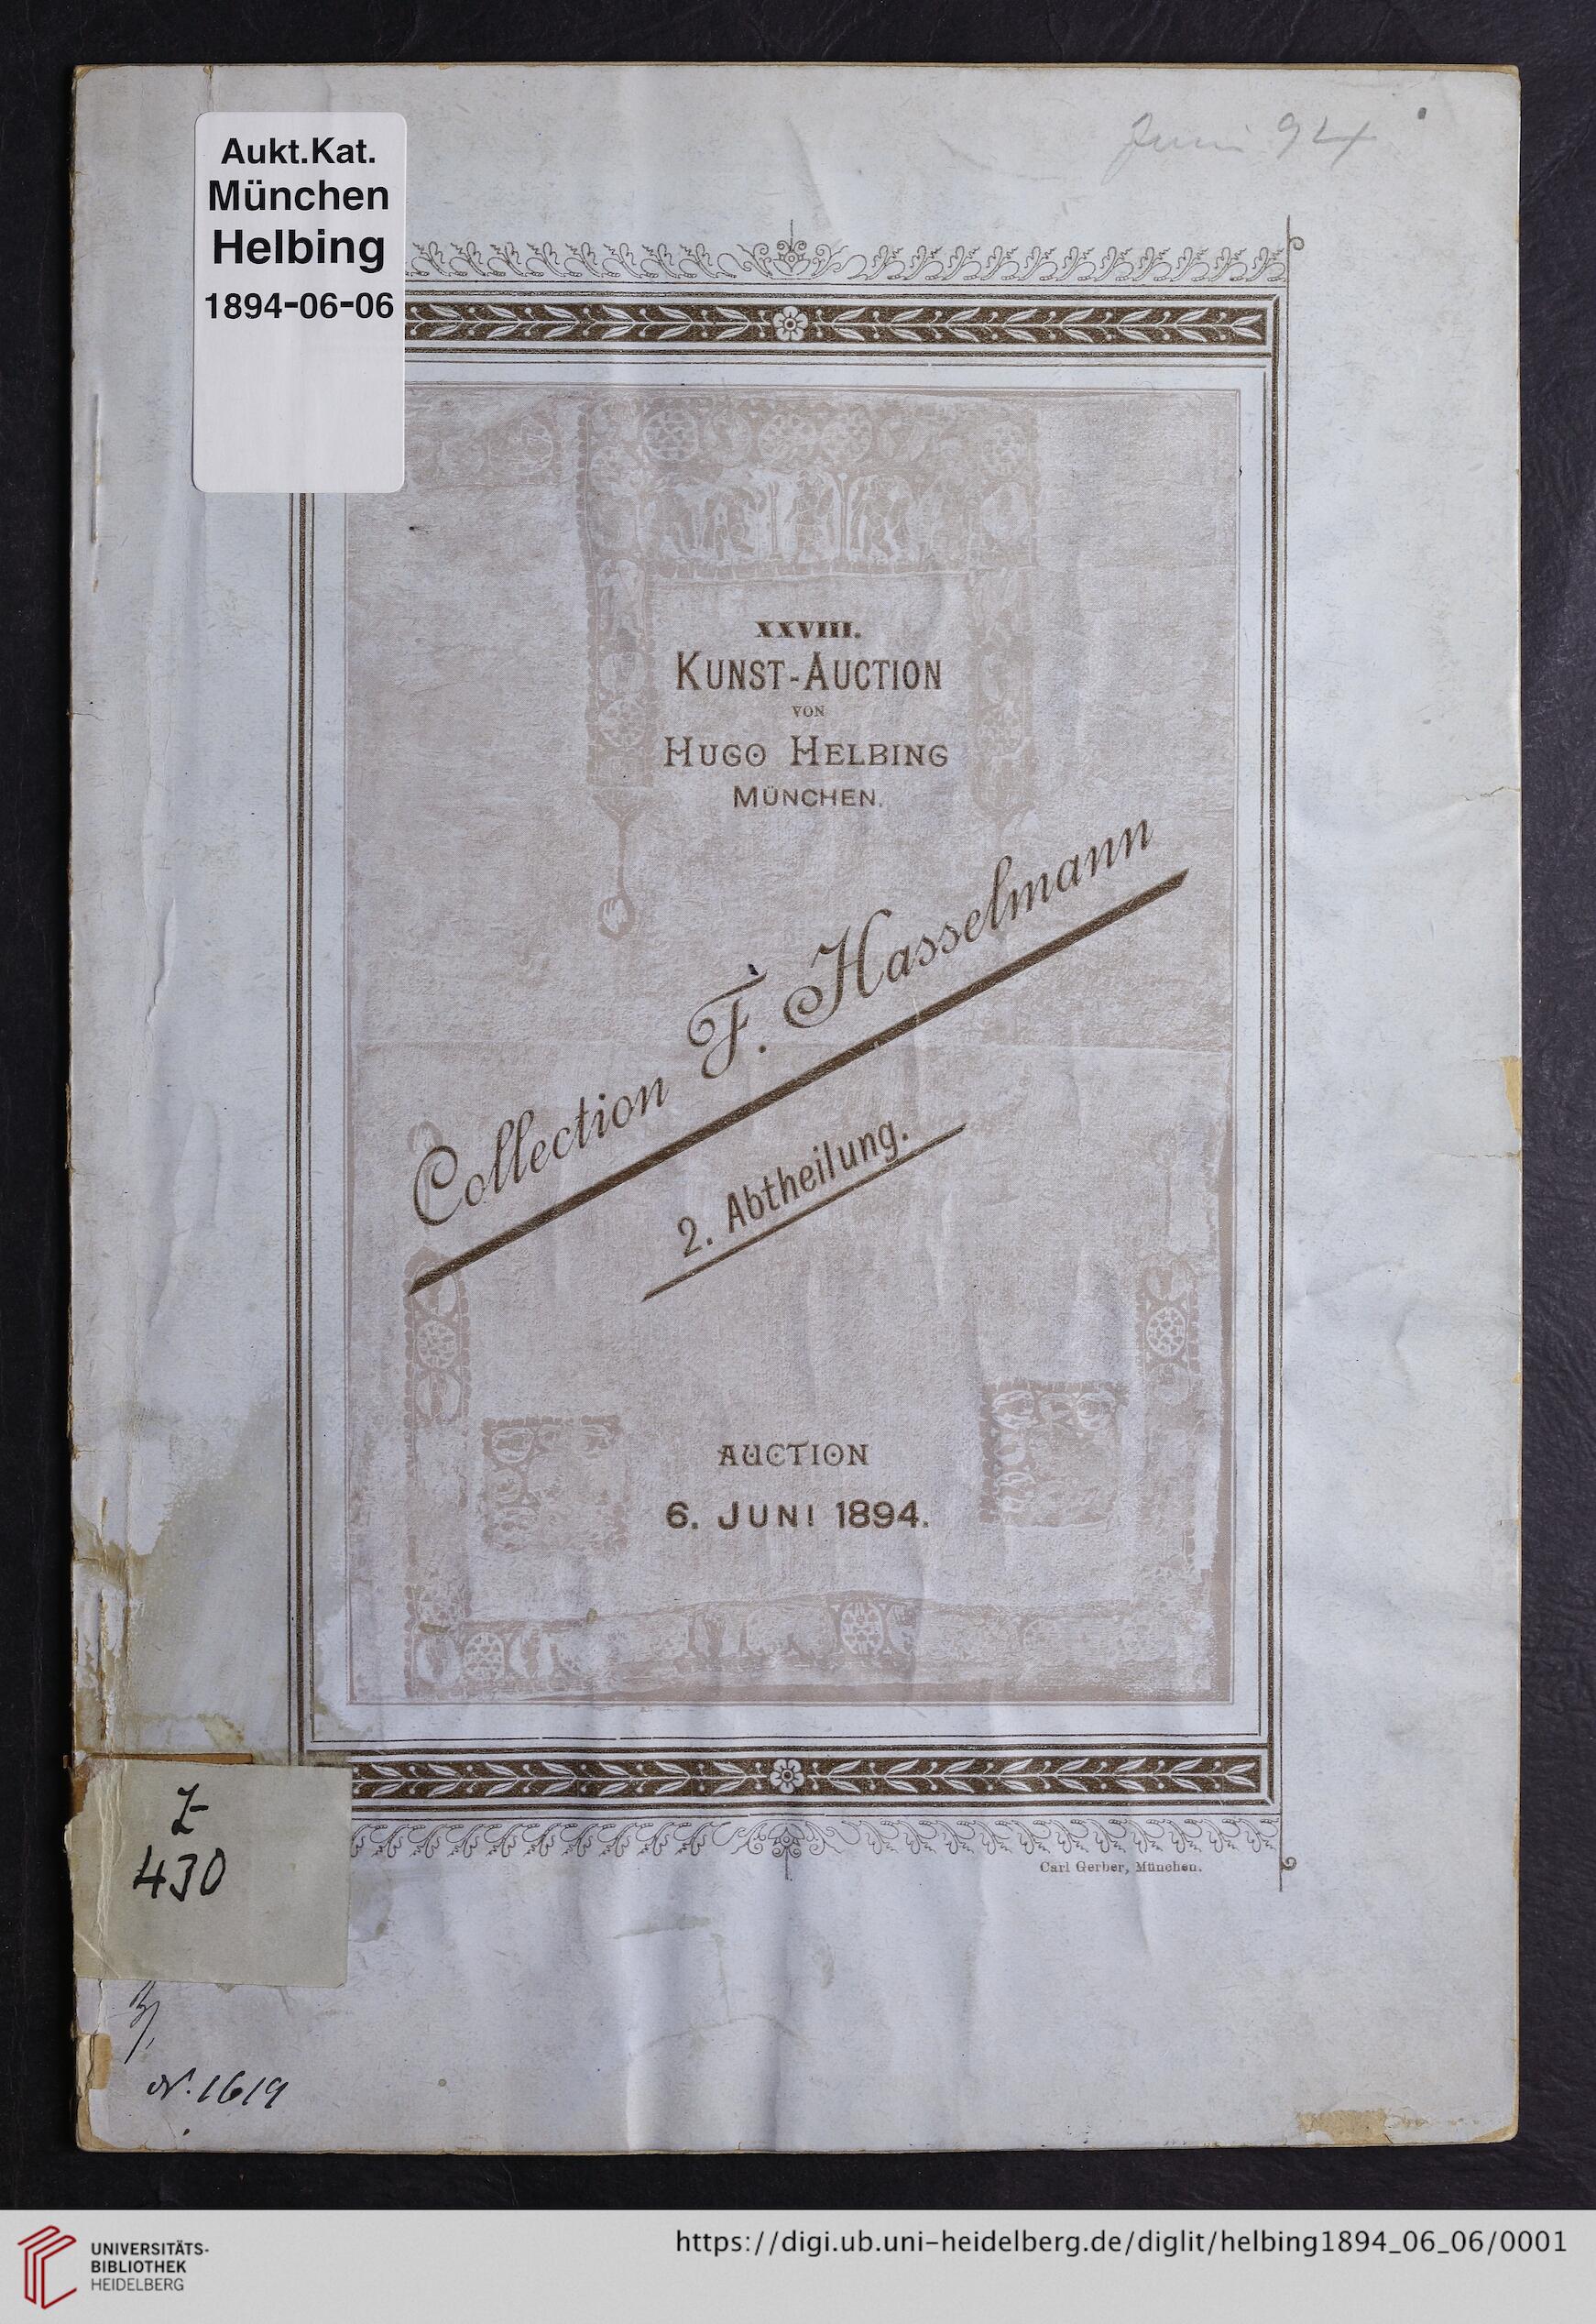 Aukt.Kat.
München
Helbing
1894-06-06
Juni 94
XXVIII.
KUNST-AUCTION
VON
HUGO HELBING
MÜNCHEN.
Collection F. Hasselmann
2. Abtheilung.
AUCTION
6. JUNI 1894.
Carl Gerber, München.
Z
430
N. 1619
UNIVERSITÄTS-
BIBLIOTHEK
HEIDELBERG
https://digi.ub.uni-heidelberg.de/diglit/helbing1894_06_06/0001